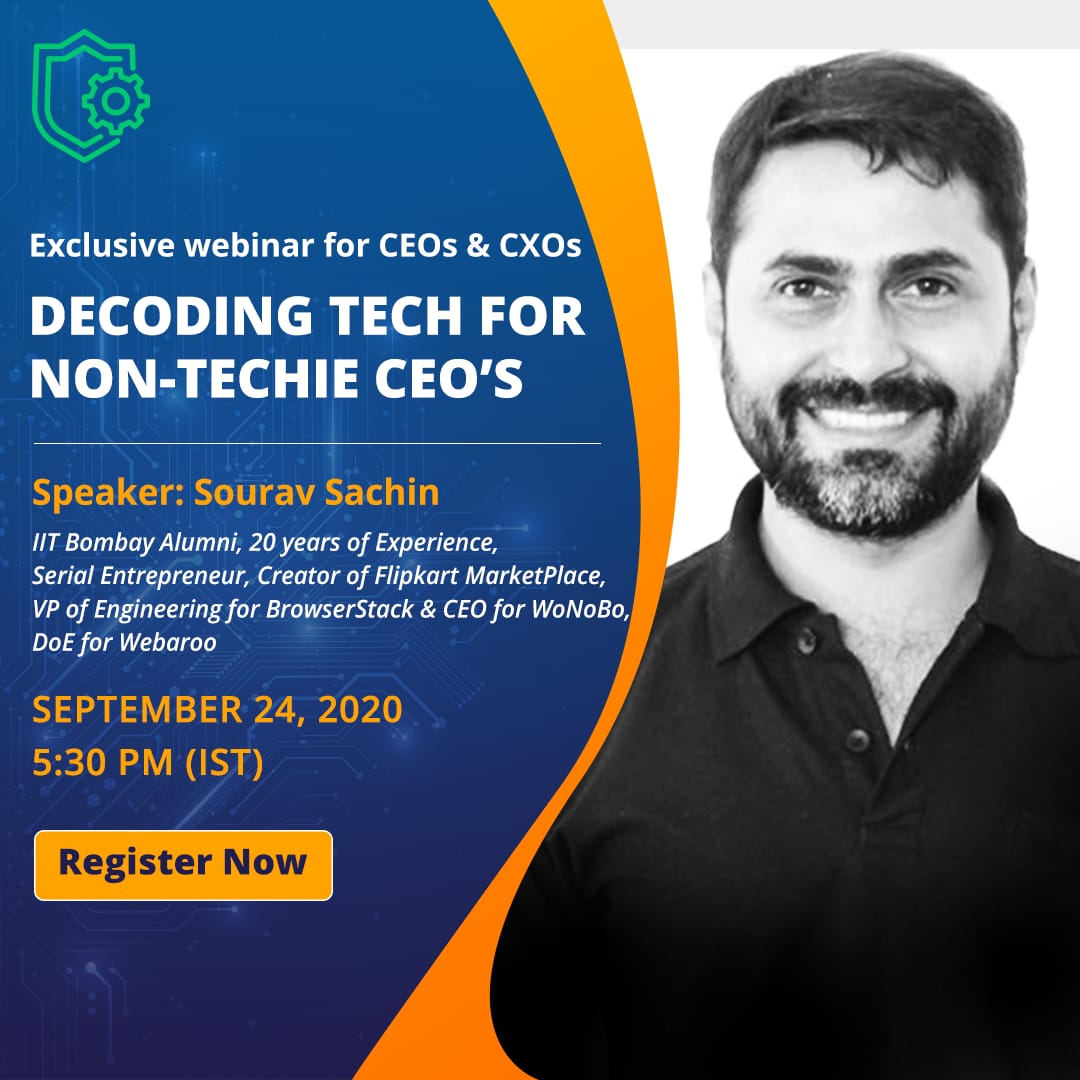 Exclusive webinar for CEOs & CXOs
DECODING TECH FOR
NON-TECHIE CEO’S
Speaker: Sourav Sachin
IIT Bombay Alumni, 20 years of Experience,
Serial Entrepreneur, Creator of Flipkart MarketPlace,
VP of Engineering for BrowserStack & CEO for WoNoBo,
DoE for Webaroo
SEPTEMBER 24, 2020
5:30 PM (IST)
Register Now